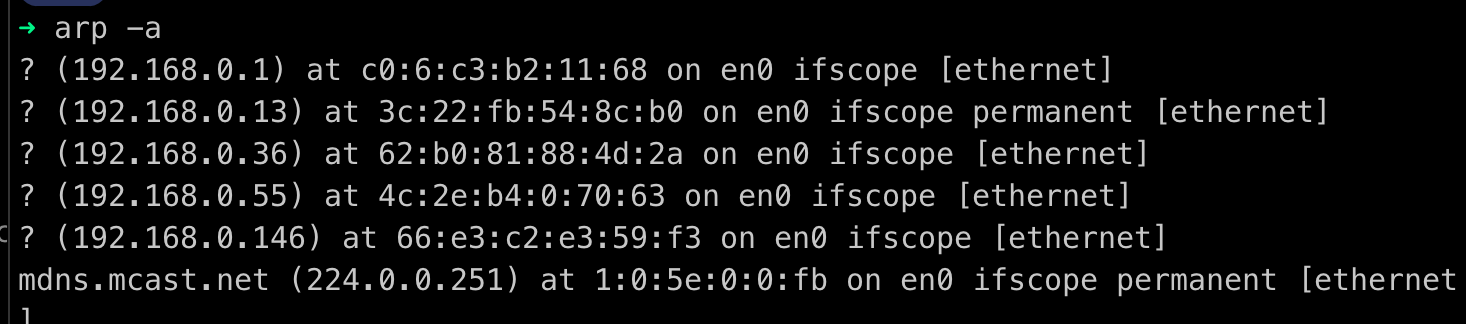 → arp -a
? (192.168.0.1) at c0:6:c3:b2:11:68 on en0 ifscope [ethernet]
? (192.168.0.13) at 3c:22:fb:54:8c:b0 on en0 ifscope permanent [ethernet]
? (192.168.0.36) at 62:b0:81:88:4d:2a on en0 ifscope [ethernet]
? (192.168.0.55) at 4c:2e:b4:0:70:63 on en0 ifscope [ethernet]
? (192.168.0.146) at 66:e3:c2:e3:59:f3 on en0 ifscope [ethernet]
mdns.mcast.net (224.0.0.251) at 1:0:5e:0:0:fb on en0 ifscope permanent [ethernet
]